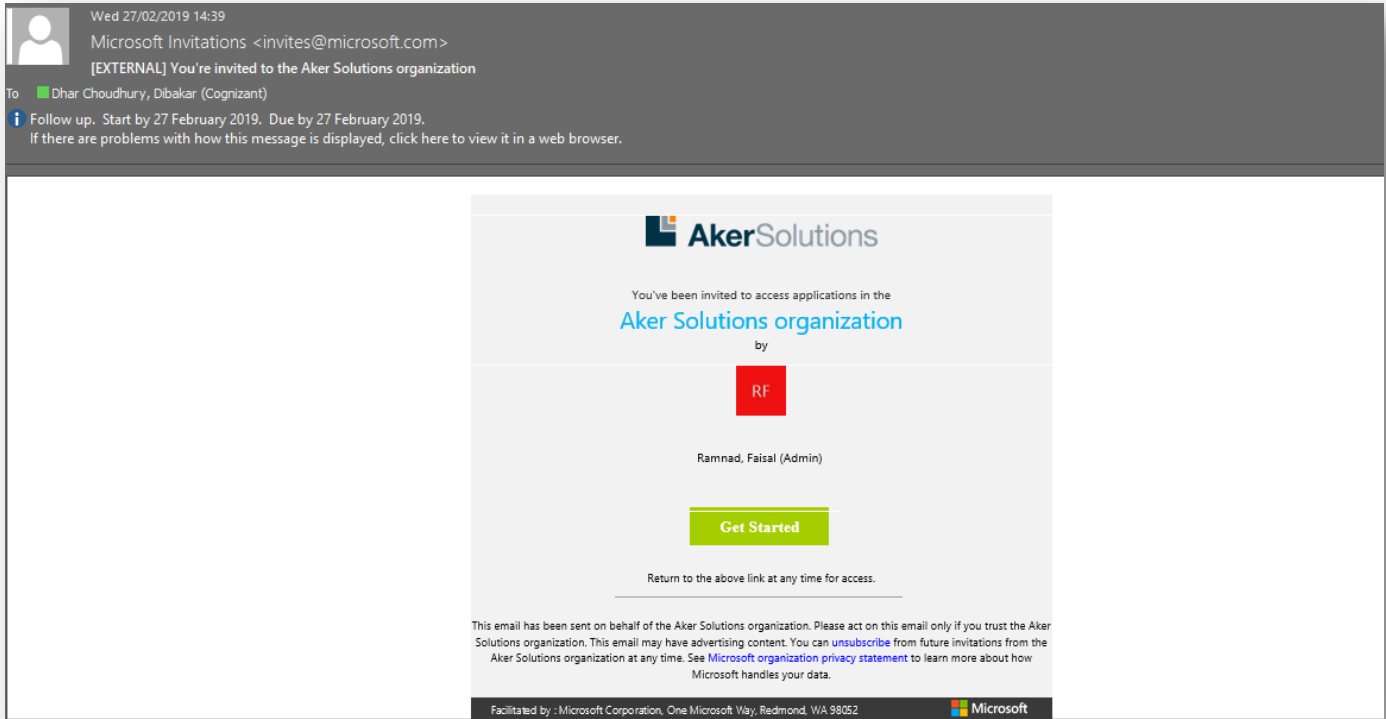 Wed 27/02/2019 14:39
Microsoft Invitations <invites@microsoft.com>
[EXTERNAL] You're invited to the Aker Solutions organization
To Dhar Choudhury, Dibakar (Cognizant)
Follow up. Start by 27 February 2019. Due by 27 February 2019.
If there are problems with how this message is displayed, click here to view it in a web browser.
AkerSolutions
You've been invited to access applications in the
Aker Solutions organization
by
RF
Ramnad, Faisal (Admin)
Get Started
Return to the above link at any time for access.
This email has been sent on behalf of the Aker Solutions organization. Please act on this email only if you trust the Aker
Solutions organization. This email may have advertising content. You can unsubscribe from future invitations from the
Aker Solutions organization at any time. See Microsoft organization privacy statement to learn more about how
Microsoft handles your data.
Facilitated by : Microsoft Corporation, One Microsoft Way, Redmond, WA 98052 Microsoft